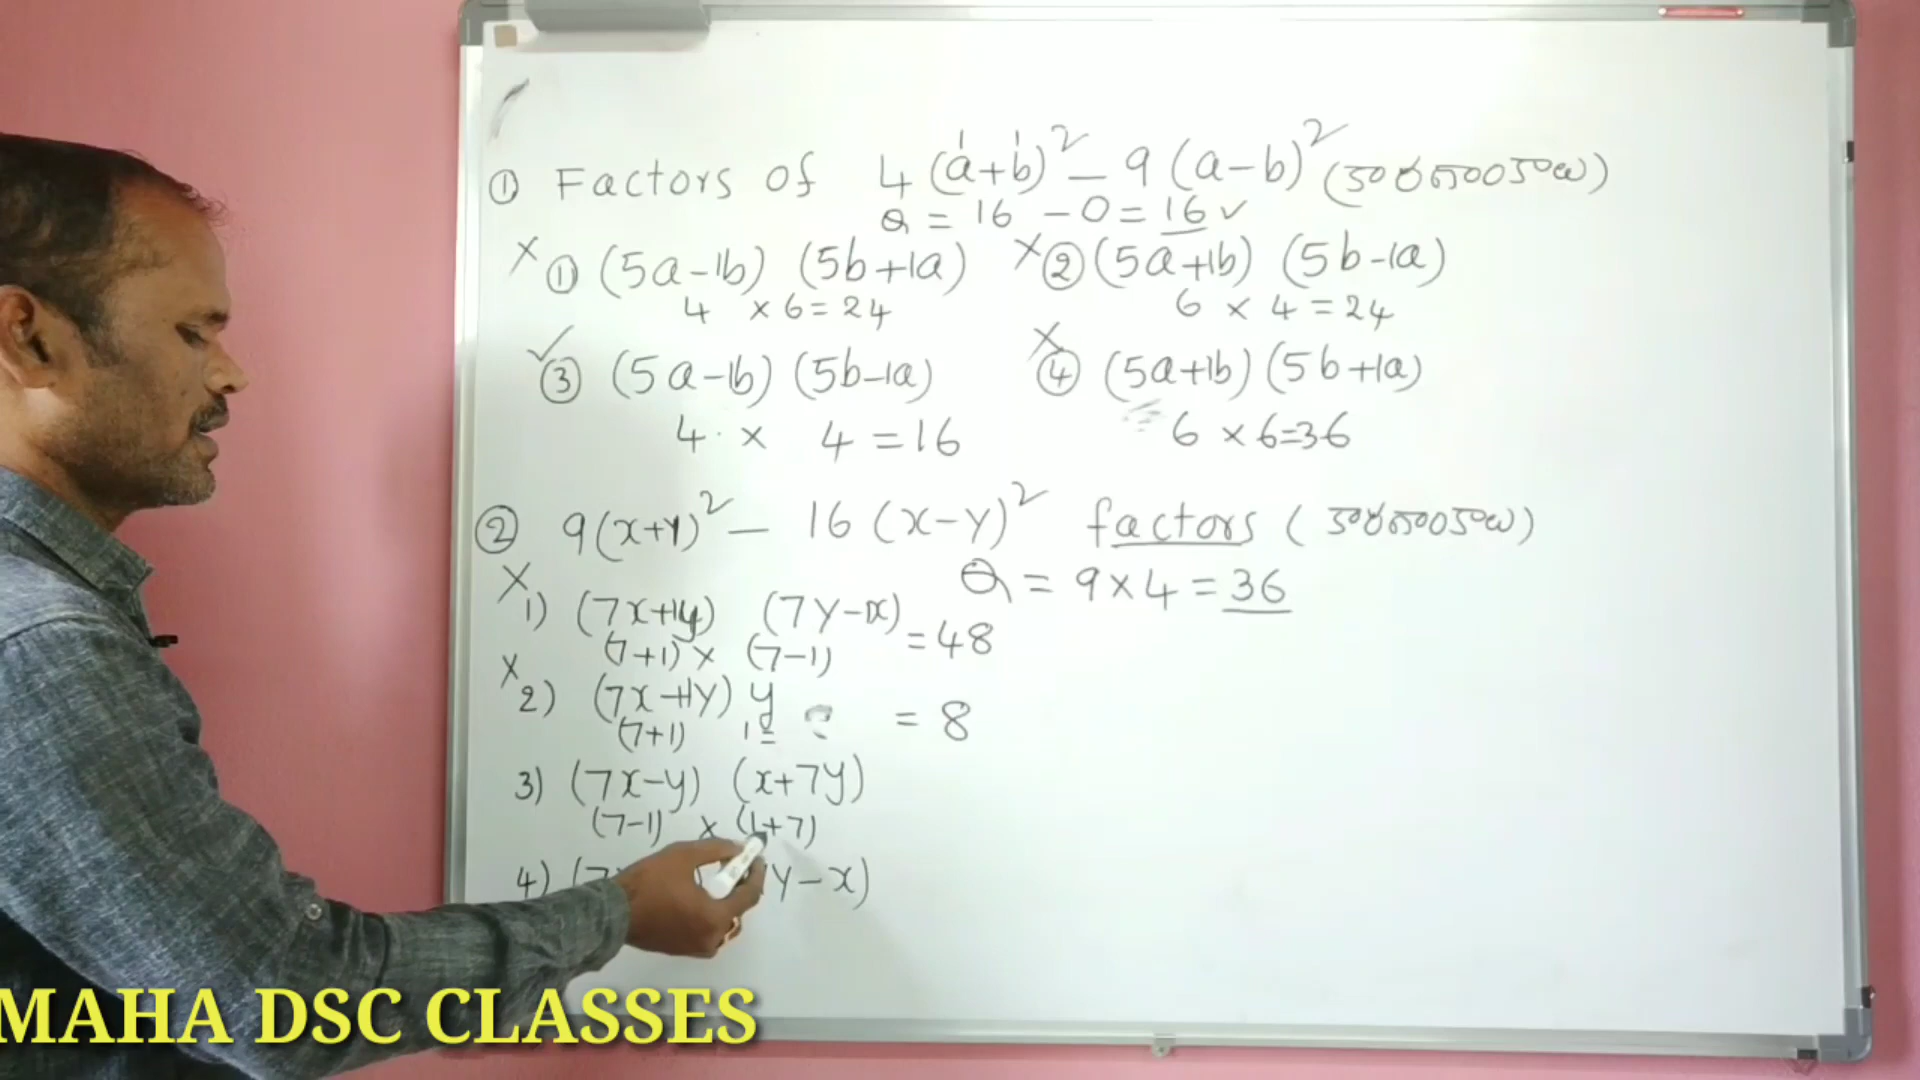 ① Factors of 4 (a+b)² – 9 (a–b)² (కారణాంకాలు)
1 1
Q = 16 – 0 = 16 ✓
X ① (5a–1b) (5b+1a) X ② (5a+1b) (5b–1a)
4 × 6 = 24 6 × 4 = 24
✓ ③ (5a–1b) (5b–1a) X ④ (5a+1b) (5b+1a)
4 · × 4 = 16 6 × 6=36
② 9(x+y)² – 16 (x–y)² factors ( కారణాంకాలు)
Q = 9×4 = 36
X 1) (7x+1y) (7y–x) = 48
(7+1) × (7–1)
X 2) (7x+1y) y = 8
(7+1) 1
3) (7x–y) (x+7y)
(7–1) × (1+7)
4) (7 y–x)
MAHA DSC CLASSES